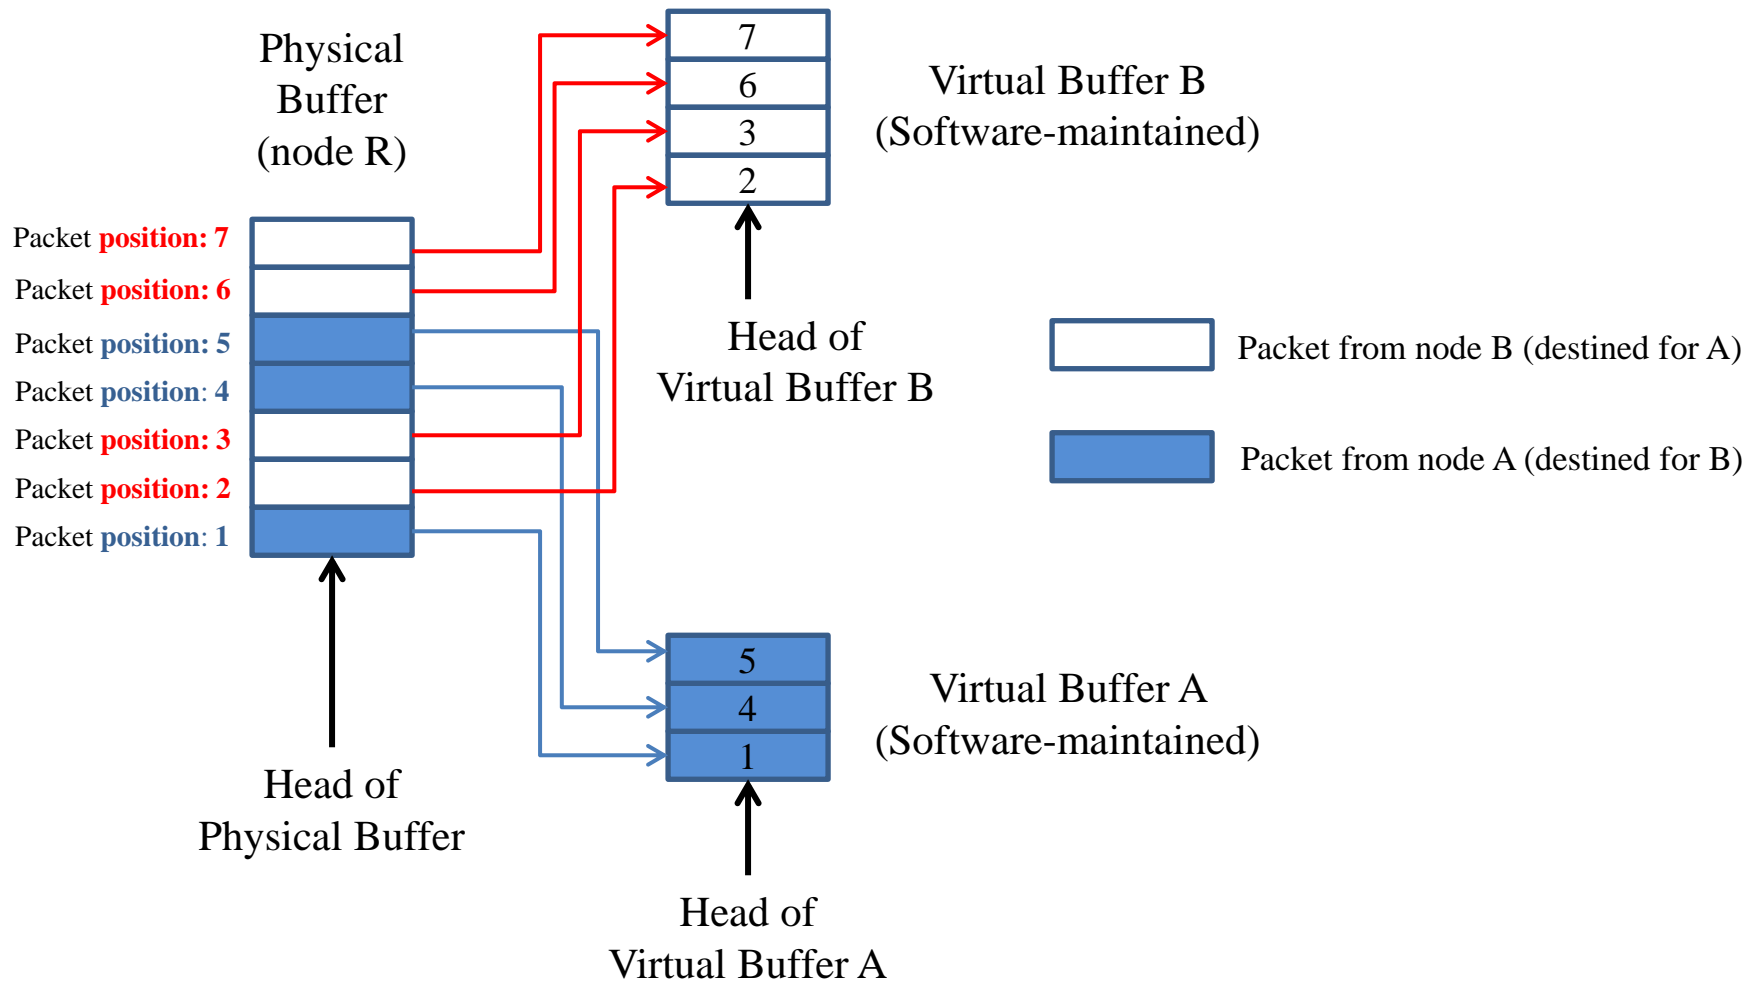 Physical
Buffer
(node R)
Packet position: 7
Packet position: 6
Packet position: 5
Packet position: 4
Packet position: 3
Packet position: 2
Packet position: 1
Head of
Physical Buffer
7
6
3
2
Virtual Buffer B
(Software-maintained)
Head of
Virtual Buffer B
Packet from node B (destined for A)
Packet from node A (destined for B)
5
4
1
Virtual Buffer A
(Software-maintained)
Head of
Virtual Buffer A